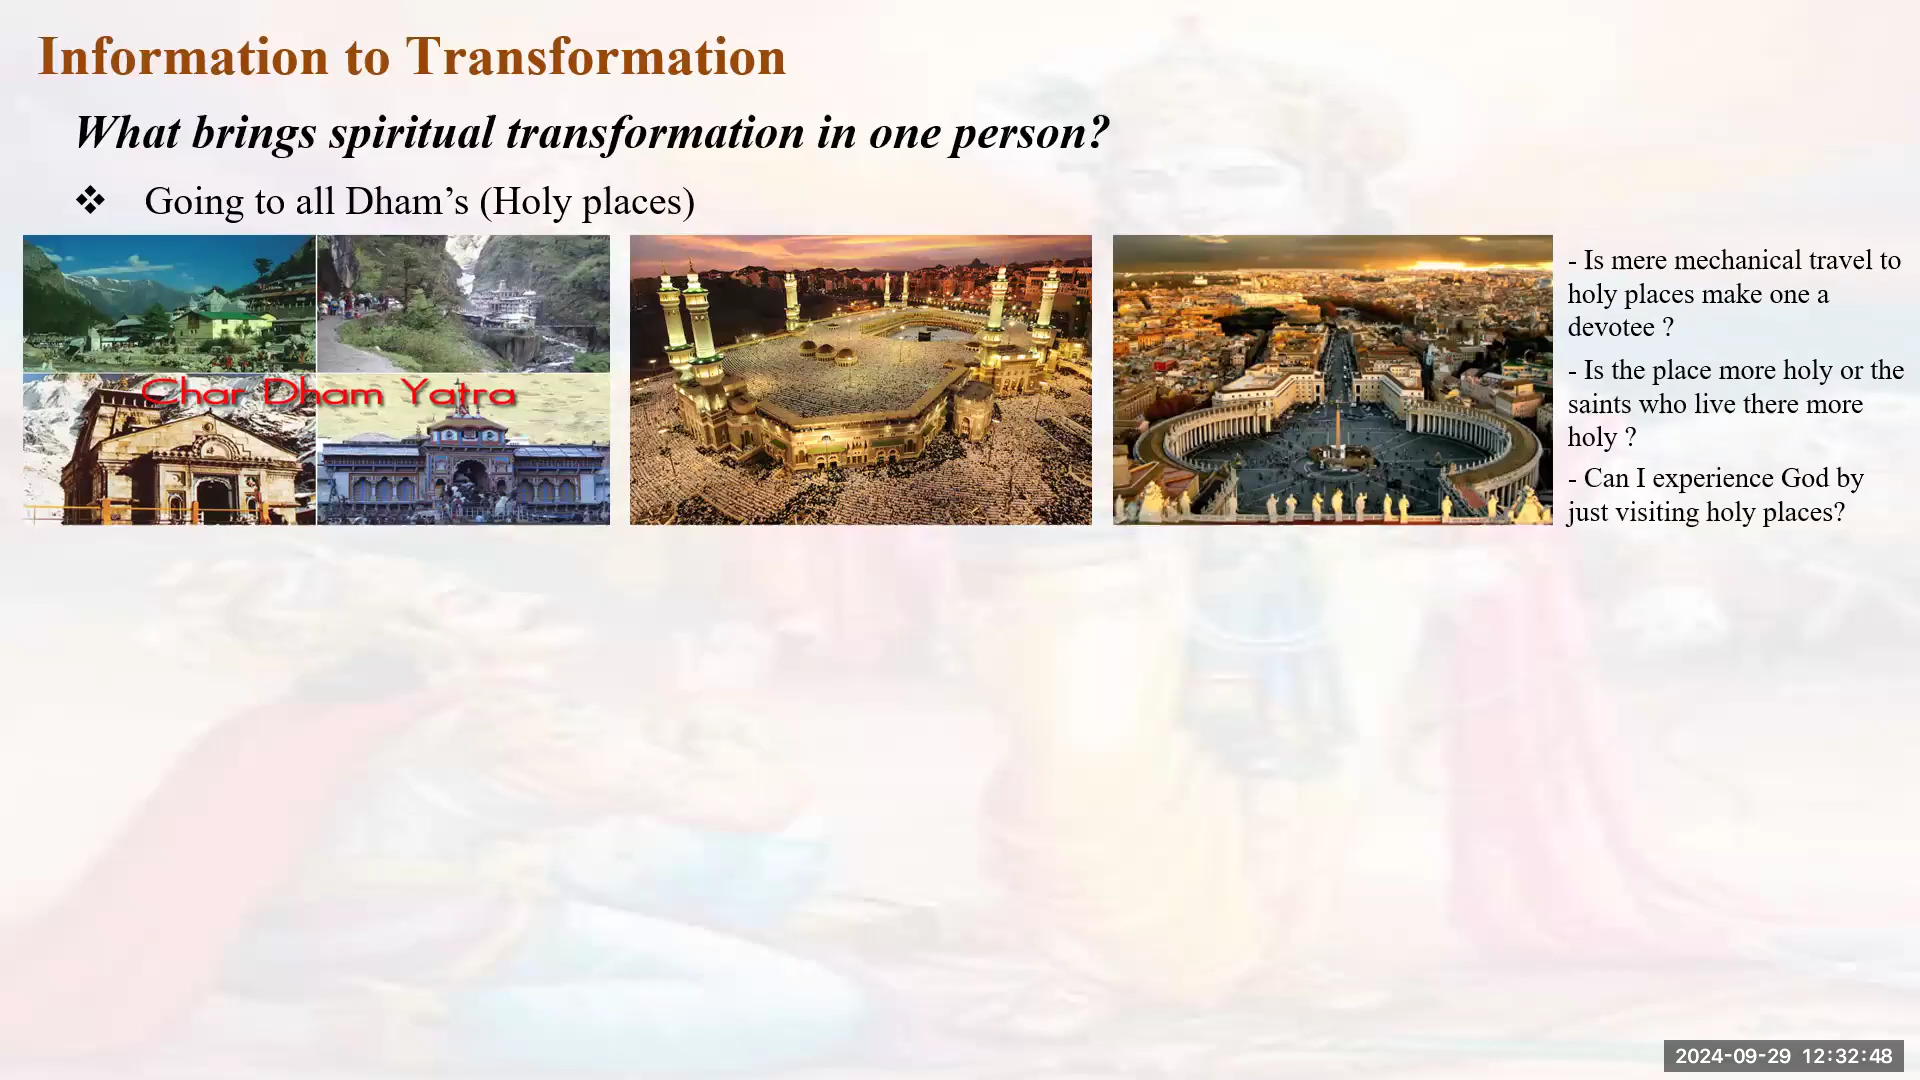 Information to Transformation
What brings spiritual transformation in one person?
❖ Going to all Dham’s (Holy places)
Char Dham Yatra
- Is mere mechanical travel to
holy places make one a
devotee ?
- Is the place more holy or the
saints who live there more
holy ?
- Can I experience God by
just visiting holy places?
2024-09-29 12:32:48